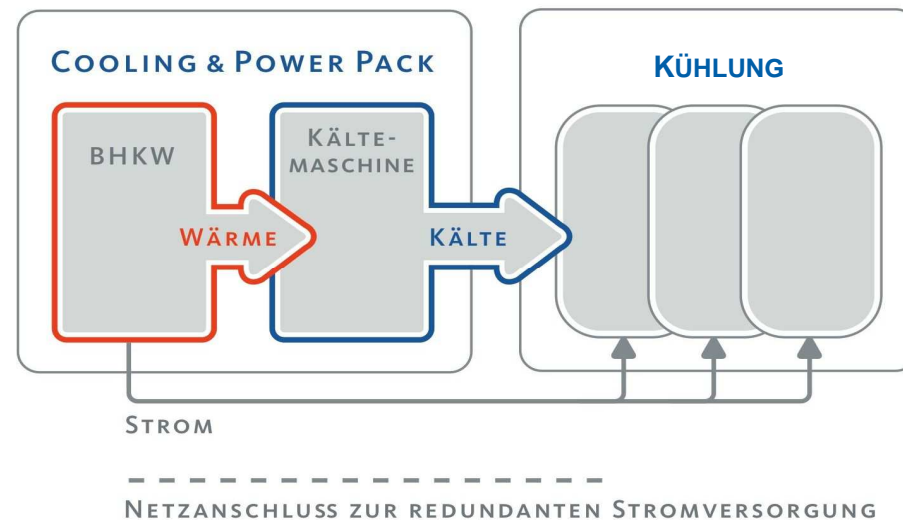 COOLING & POWER PACK
KÜHLUNG
BHKW
KÄLTE-
MASCHINE
WÄRME
KÄLTE
STROM
NETZANSCHLUSS ZUR REDUNDANTEN STROMVERSORGUNG